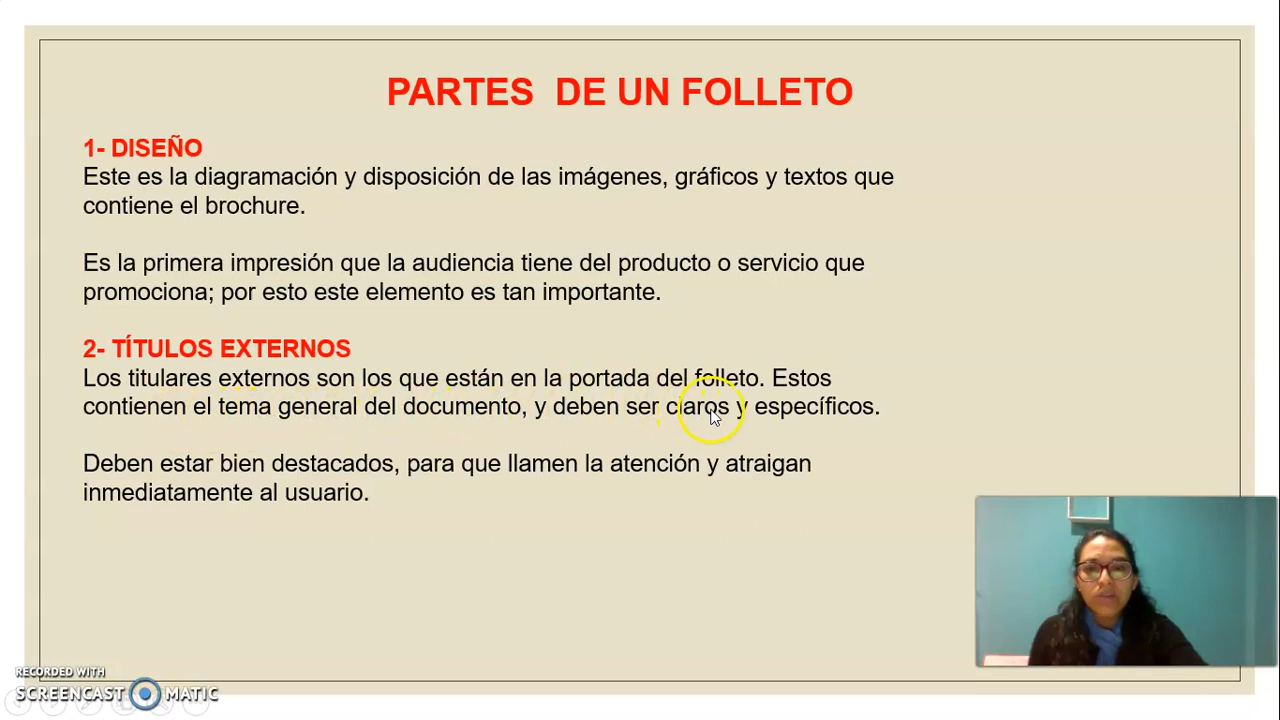 PARTES DE UN FOLLETO
1- DISEÑO
Este es la diagramación y disposición de las imágenes, gráficos y textos que
contiene el brochure.
Es la primera impresión que la audiencia tiene del producto o servicio que
promociona; por esto este elemento es tan importante.
2- TÍTULOS EXTERNOS
Los titulares externos son los que están en la portada del folleto. Estos
contienen el tema general del documento, y deben ser claros y específicos.
Deben estar bien destacados, para que llamen la atención y atraigan
inmediatamente al usuario.
RECORDED WITH
SCREENCAST MATIC